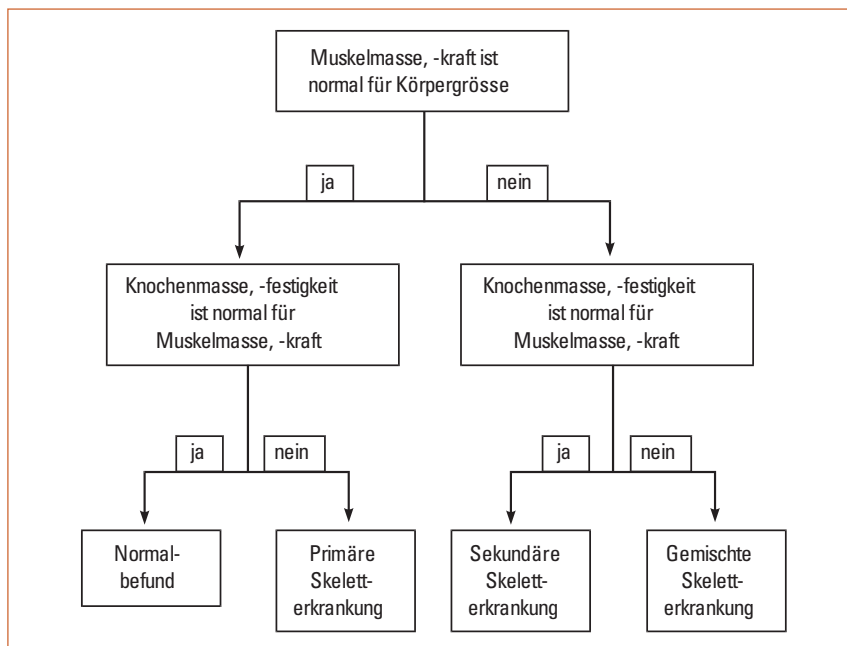 Muskelmasse, -kraft ist
normal für Körpergrösse
ja
nein
Knochenmasse, -festigkeit
ist normal für
Muskelmasse, -kraft
Knochenmasse, -festigkeit
ist normal für
Muskelmasse, -kraft
ja
nein
ja
nein
Normal-
befund
Primäre
Skelett-
erkrankung
Sekundäre
Skelett-
erkrankung
Gemischte
Skelett-
erkrankung